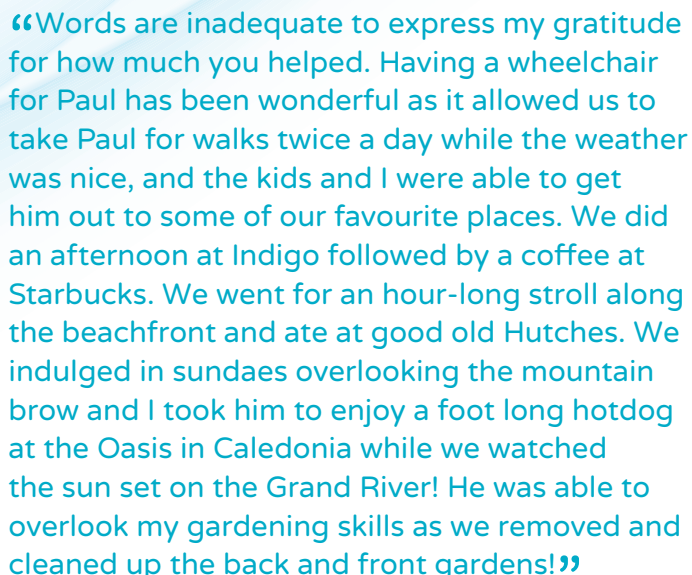 “Words are inadequate to express my gratitude
for how much you helped. Having a wheelchair
for Paul has been wonderful as it allowed us to
take Paul for walks twice a day while the weather
was nice, and the kids and I were able to get
him out to some of our favourite places. We did
an afternoon at Indigo followed by a coffee at
Starbucks. We went for an hour-long stroll along
the beachfront and ate at good old Hutches. We
indulged in sundaes overlooking the mountain
brow and I took him to enjoy a foot long hotdog
at the Oasis in Caledonia while we watched
the sun set on the Grand River! He was able to
overlook my gardening skills as we removed and
cleaned up the back and front gardens!”